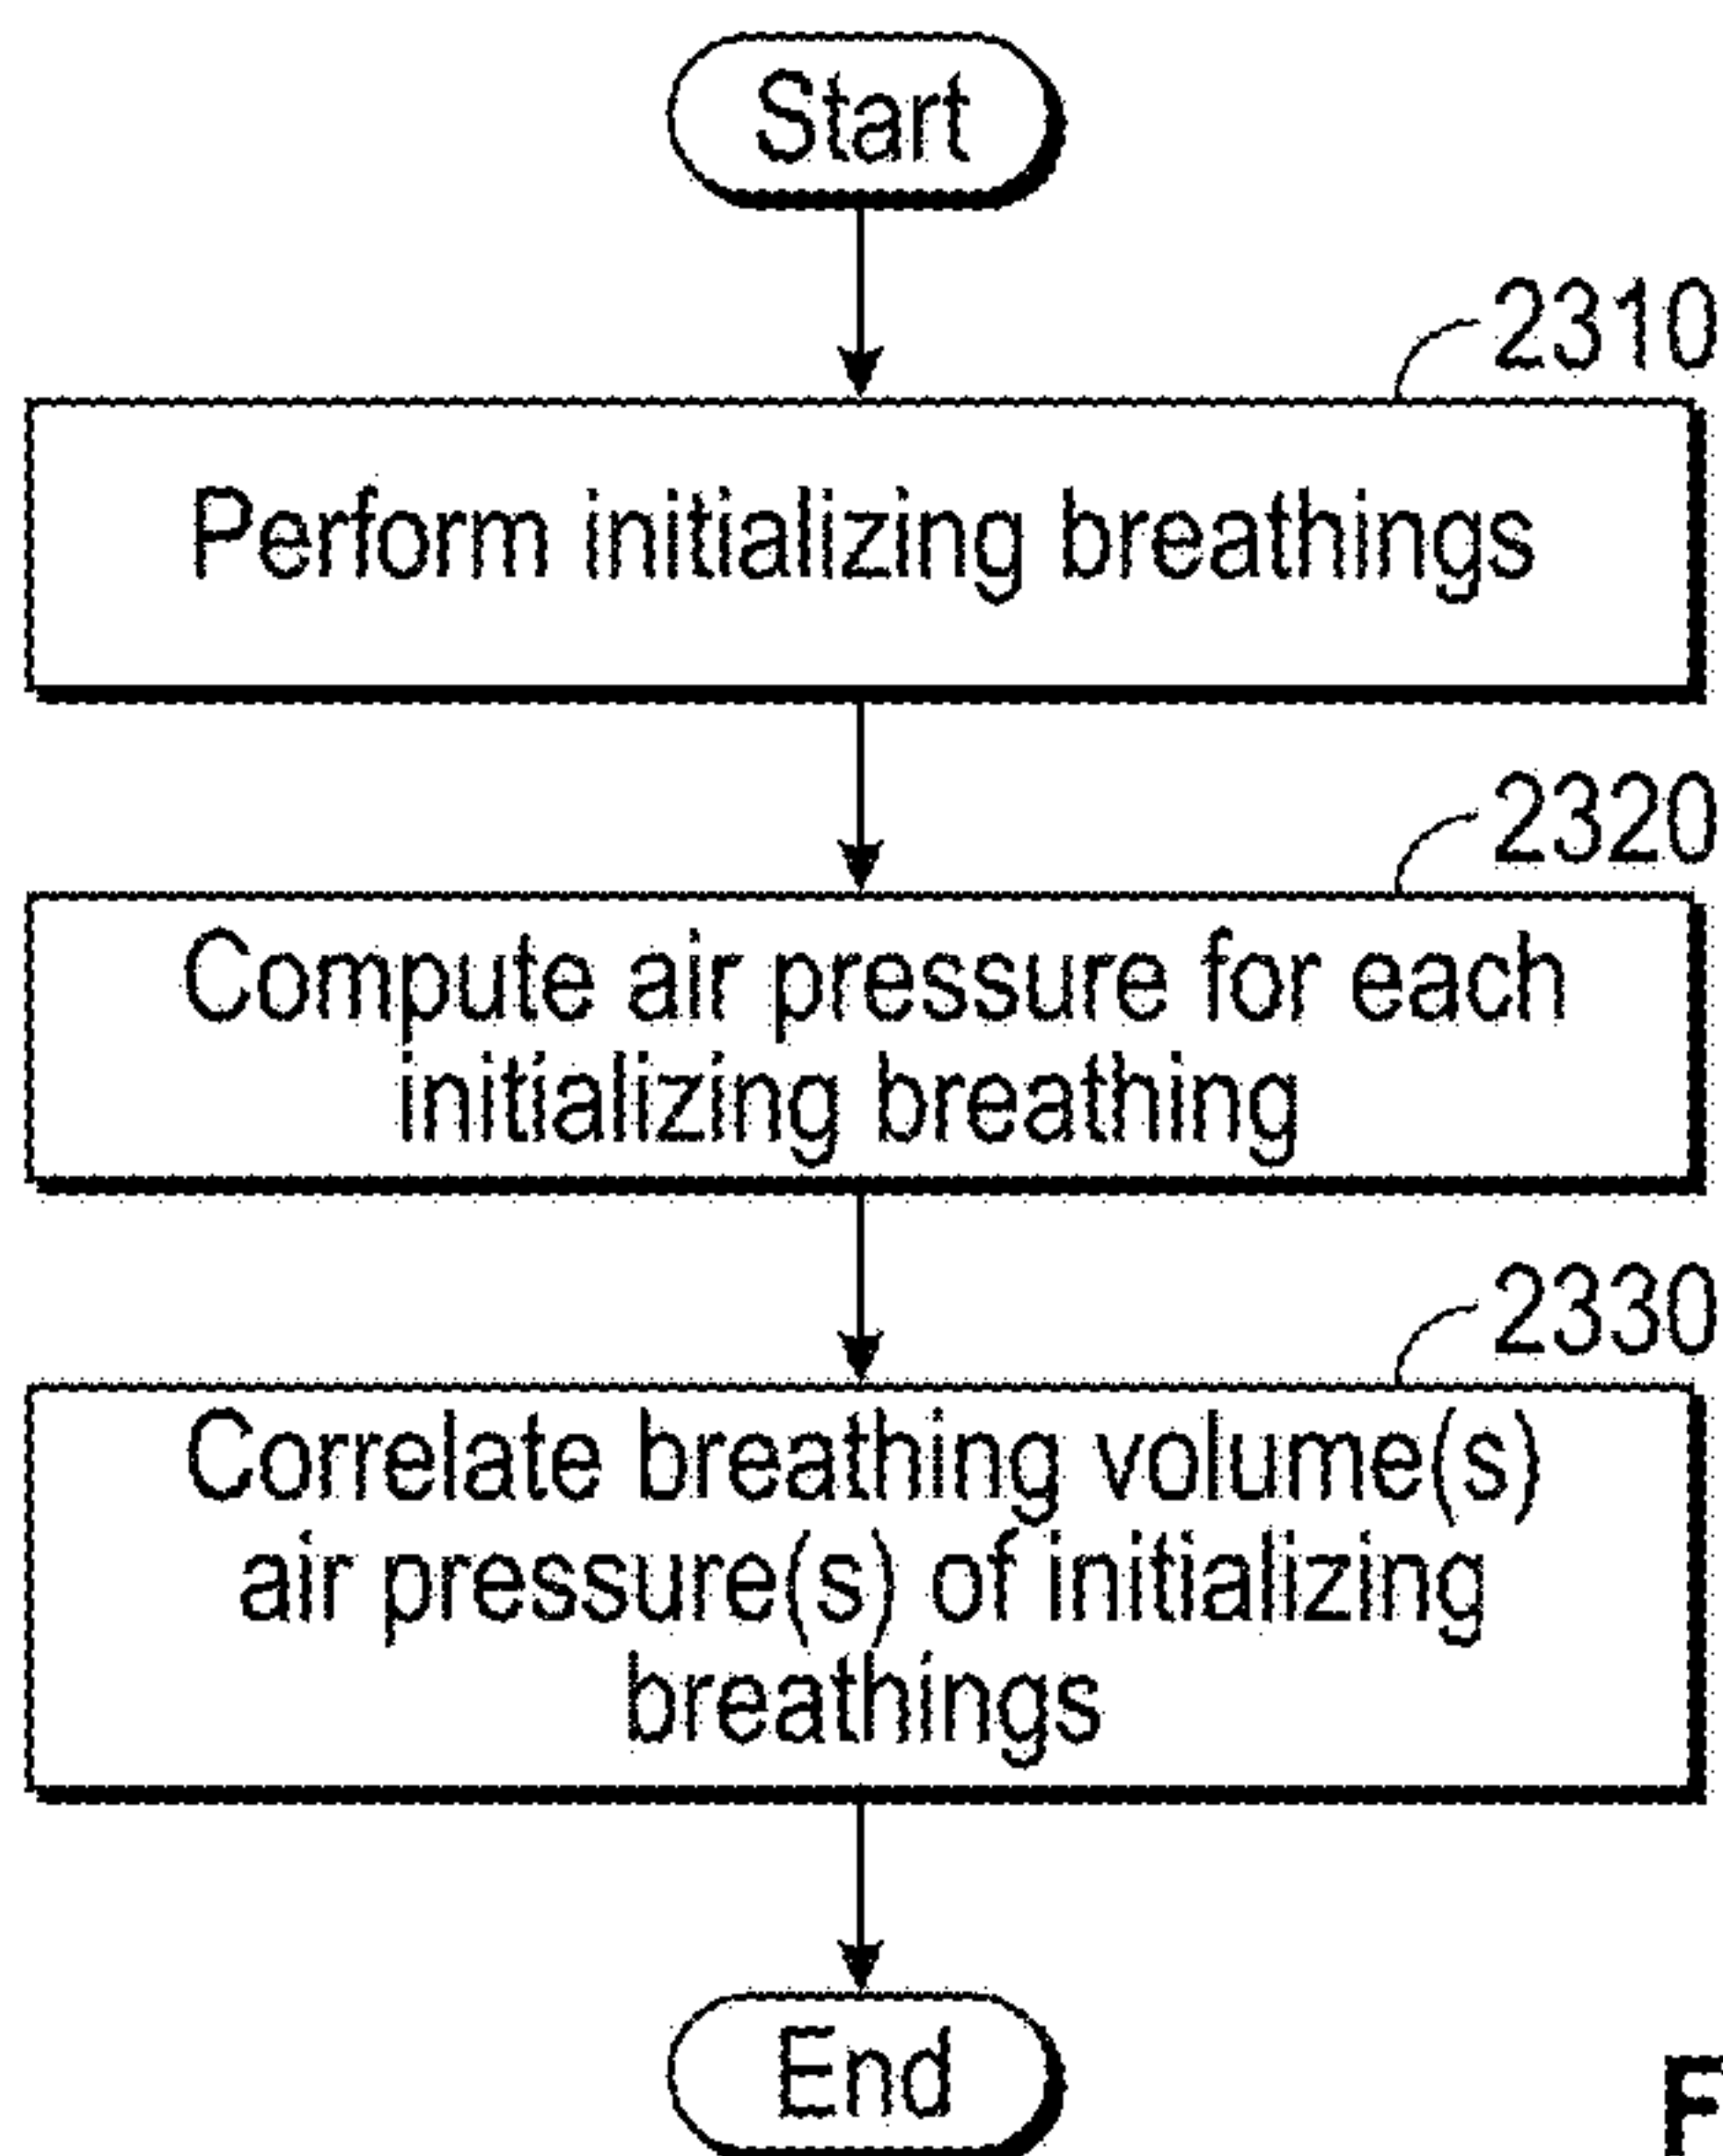 Start
2310
Perform initializing breathings
2320
Compute air pressure for each
initializing breathing
2330
Correlate breathing volume(s)
air pressure(s) of initializing
breathings
End